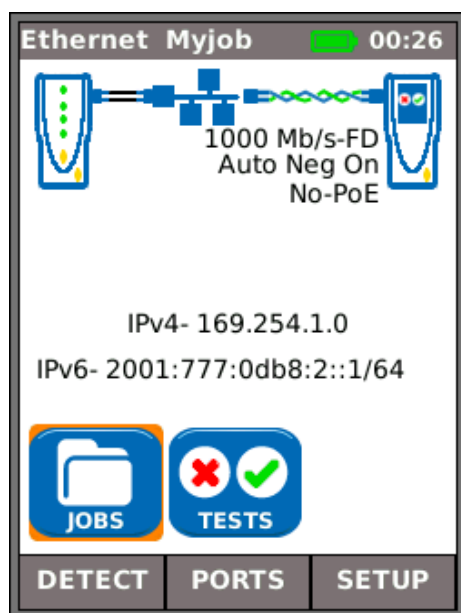 Ethernet Myjob 00:26
1000 Mb/s-FD
Auto Neg On
No-PoE
IPv4- 169.254.1.0
IPv6- 2001:777:0db8:2::1/64
JOBS TESTS
DETECT PORTS SETUP